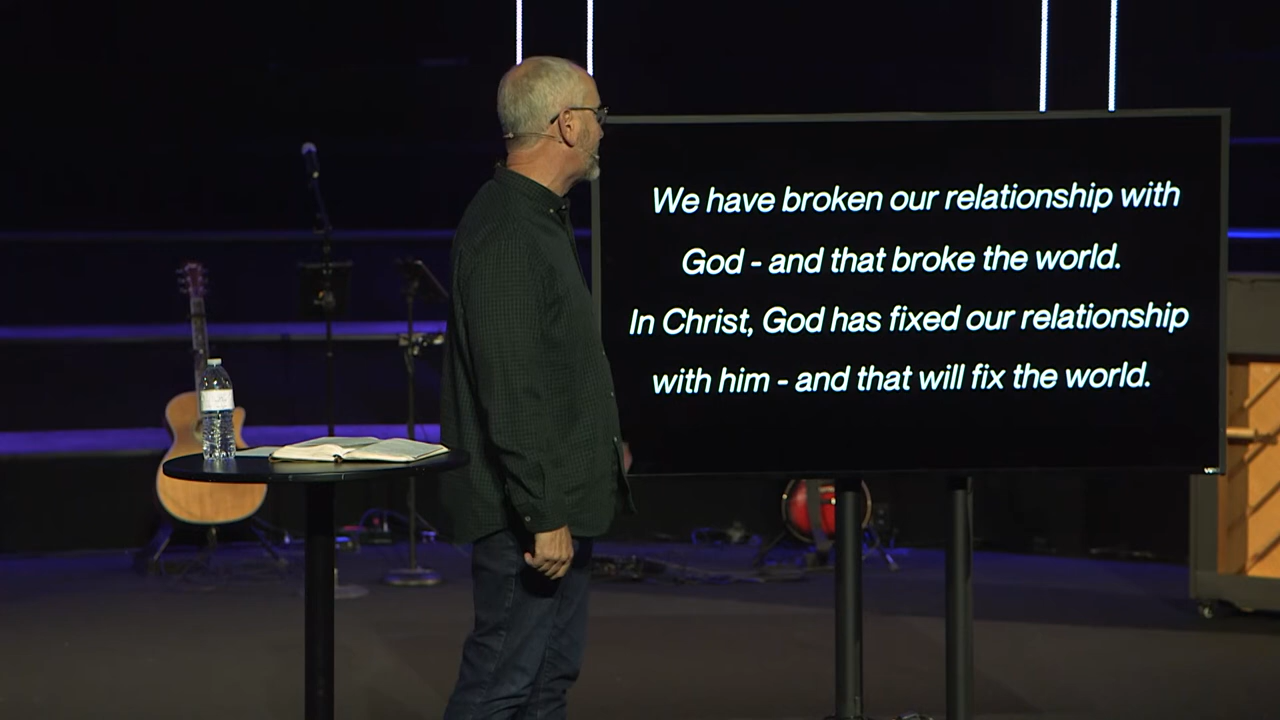 We have broken our relationship with
God - and that broke the world.
In Christ, God has fixed our relationship
with him - and that will fix the world.